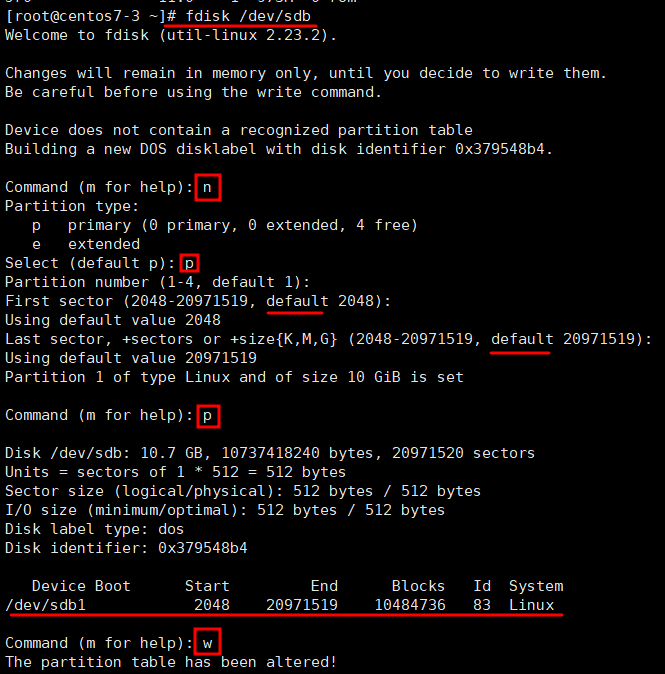 [root@centos7-3 ~]# fdisk /dev/sdb
Welcome to fdisk (util-linux 2.23.2).
Changes will remain in memory only, until you decide to write them.
Be careful before using the write command.
Device does not contain a recognized partition table
Building a new DOS disklabel with disk identifier 0x379548b4.
Command (m for help): n
Partition type:
   p   primary (0 primary, 0 extended, 4 free)
   e   extended
Select (default p): p
Partition number (1-4, default 1):
First sector (2048-20971519, default 2048):
Using default value 2048
Last sector, +sectors or +size{K,M,G} (2048-20971519, default 20971519):
Using default value 20971519
Partition 1 of type Linux and of size 10 GiB is set
Command (m for help): p
Disk /dev/sdb: 10.7 GB, 10737418240 bytes, 20971520 sectors
Units = sectors of 1 * 512 = 512 bytes
Sector size (logical/physical): 512 bytes / 512 bytes
I/O size (minimum/optimal): 512 bytes / 512 bytes
Disk label type: dos
Disk identifier: 0x379548b4
   Device Boot      Start         End      Blocks   Id  System
/dev/sdb1            2048    20971519    10484736   83  Linux
Command (m for help): w
The partition table has been altered!